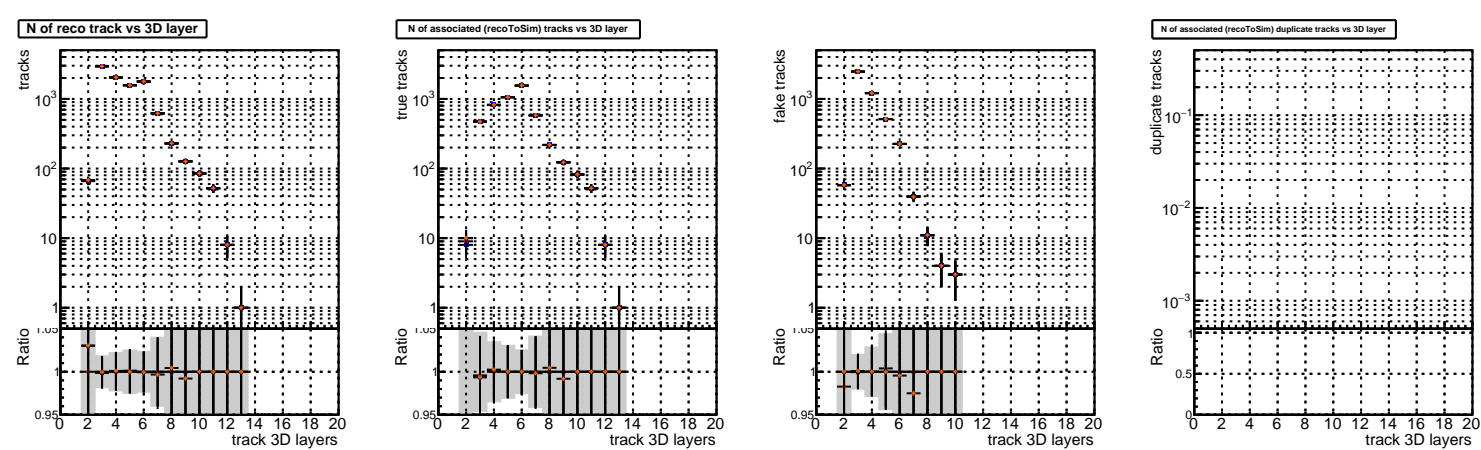 N of reco track vs 3D layer
tracks
10³
10²
10
1
Ratio
1.05
1
0.95
0 2 4 6 8 10 12 14 16 18 20
track 3D layers
N of associated (recoToSim) tracks vs 3D layer
true tracks
10³
10²
10
1
Ratio
1.05
1
0.95
0 2 4 6 8 10 12 14 16 18 20
track 3D layers
fake tracks
10³
10²
10
1
Ratio
1.05
1
0.95
0 2 4 6 8 10 12 14 16 18 20
track 3D layers
N of associated (recoToSim) duplicate tracks vs 3D layer
duplicate tracks
10⁻¹
10⁻²
10⁻³
Ratio
1
0.5
0
0 2 4 6 8 10 12 14 16 18 20
track 3D layers